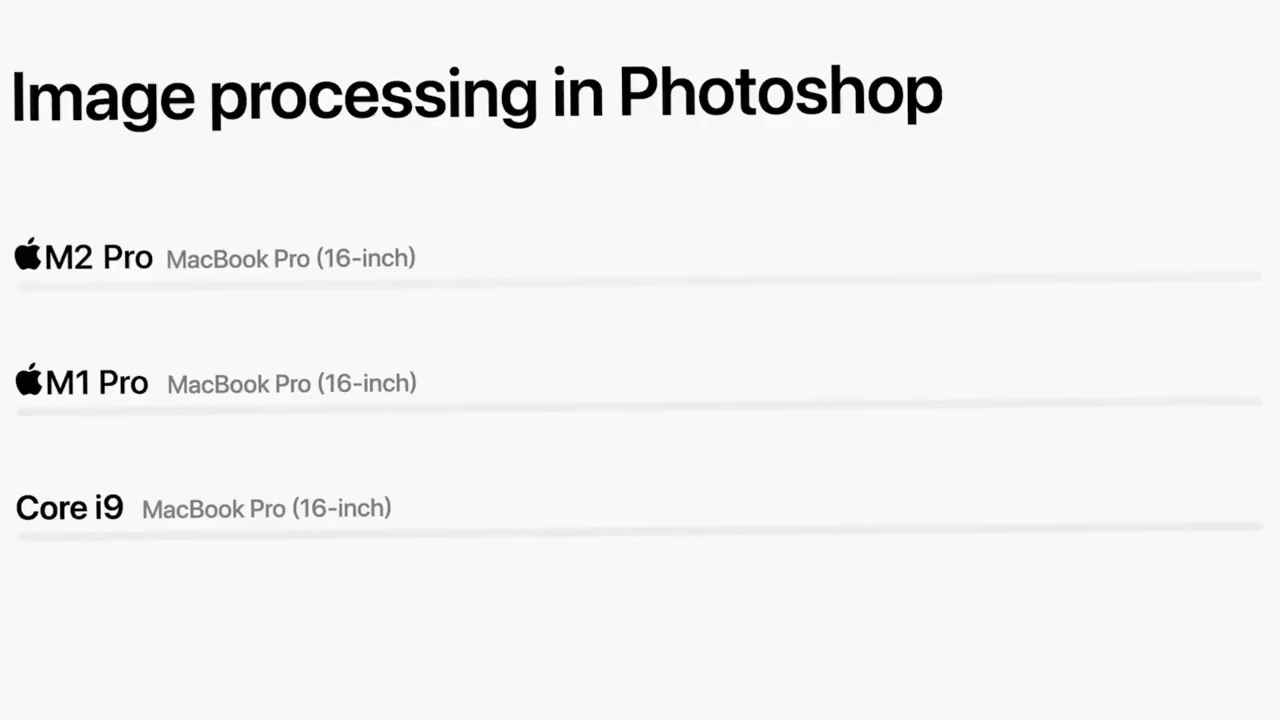 Image processing in Photoshop
M2 Pro MacBook Pro (16-inch)
M1 Pro MacBook Pro (16-inch)
Core i9 MacBook Pro (16-inch)